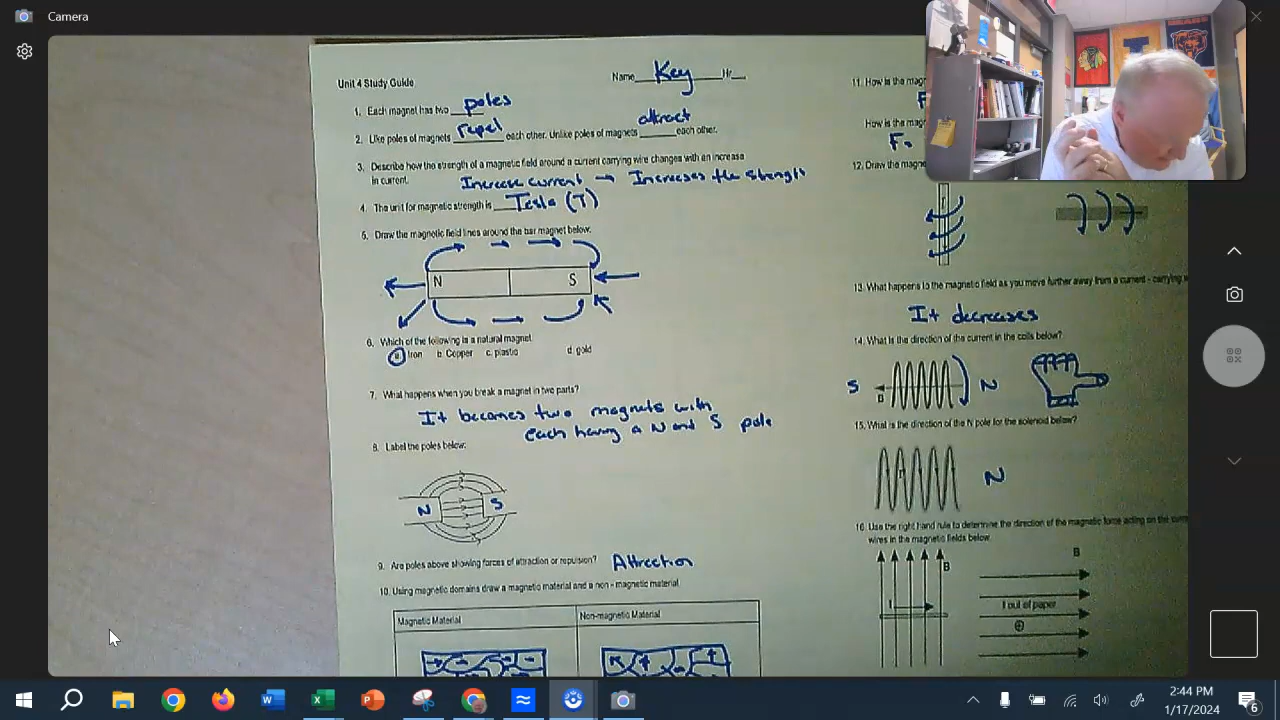 Camera
Unit 4 Study Guide
Name Key Hr
1. Each magnet has two poles
2. Like poles of magnets repel each other. Unlike poles of magnets attract each other.
3. Describe how the strength of a magnetic field around a current carrying wire changes with an increase
in current. Increase current → Increases the strength
4. The unit for magnetic strength is Tesla (T)
5. Draw the magnetic field lines around the bar magnet below.
N S
6. Which of the following is a natural magnet
a. Iron b. Copper c. plastic d. gold
7. What happens when you break a magnet in two parts?
It becomes two magnets with
each having a N and S pole
8. Label the poles below:
N S
9. Are poles above showing forces of attraction or repulsion? Attraction
10. Using magnetic domains draw a magnetic material and a non - magnetic material.
Magnetic Material Non-magnetic Material
11. How is the mag
How is the mag
12. Draw the magne
I
13. What happens to the magnetic field as you move further away from a current - carrying
It decreases
14. What is the direction of the current in the coils below?
S B N
15. What is the direction of the N pole for the solenoid below?
N
16. Use the right hand rule to determine the direction of the magnetic force acting on the
wires in the magnetic fields below.
B
I
B
I out of paper
BEARS
2:44 PM
1/17/2024
6